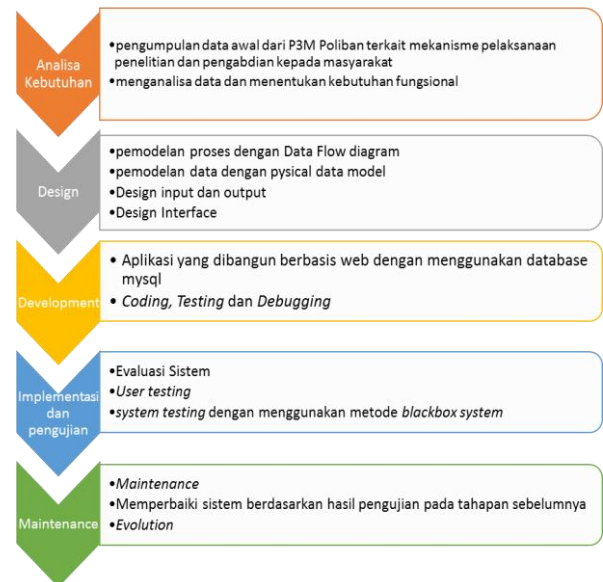 Analisa
Kebutuhan
•pengumpulan data awal dari P3M Poliban terkait mekanisme pelaksanaan
penelitian dan pengabdian kepada masyarakat
•menganalisa data dan menentukan kebutuhan fungsional
Design
•pemodelan proses dengan Data Flow diagram
•pemodelan data dengan pysical data model
•Design input dan output
•Design Interface
Development
• Aplikasi yang dibangun berbasis web dengan menggunakan database
mysql
• Coding, Testing dan Debugging
Implementasi
dan
pengujian
•Evaluasi Sistem
•User testing
•system testing dengan menggunakan metode blackbox system
Maintenance
•Maintenance
•Memperbaiki sistem berdasarkan hasil pengujian pada tahapan sebelumnya
•Evolution